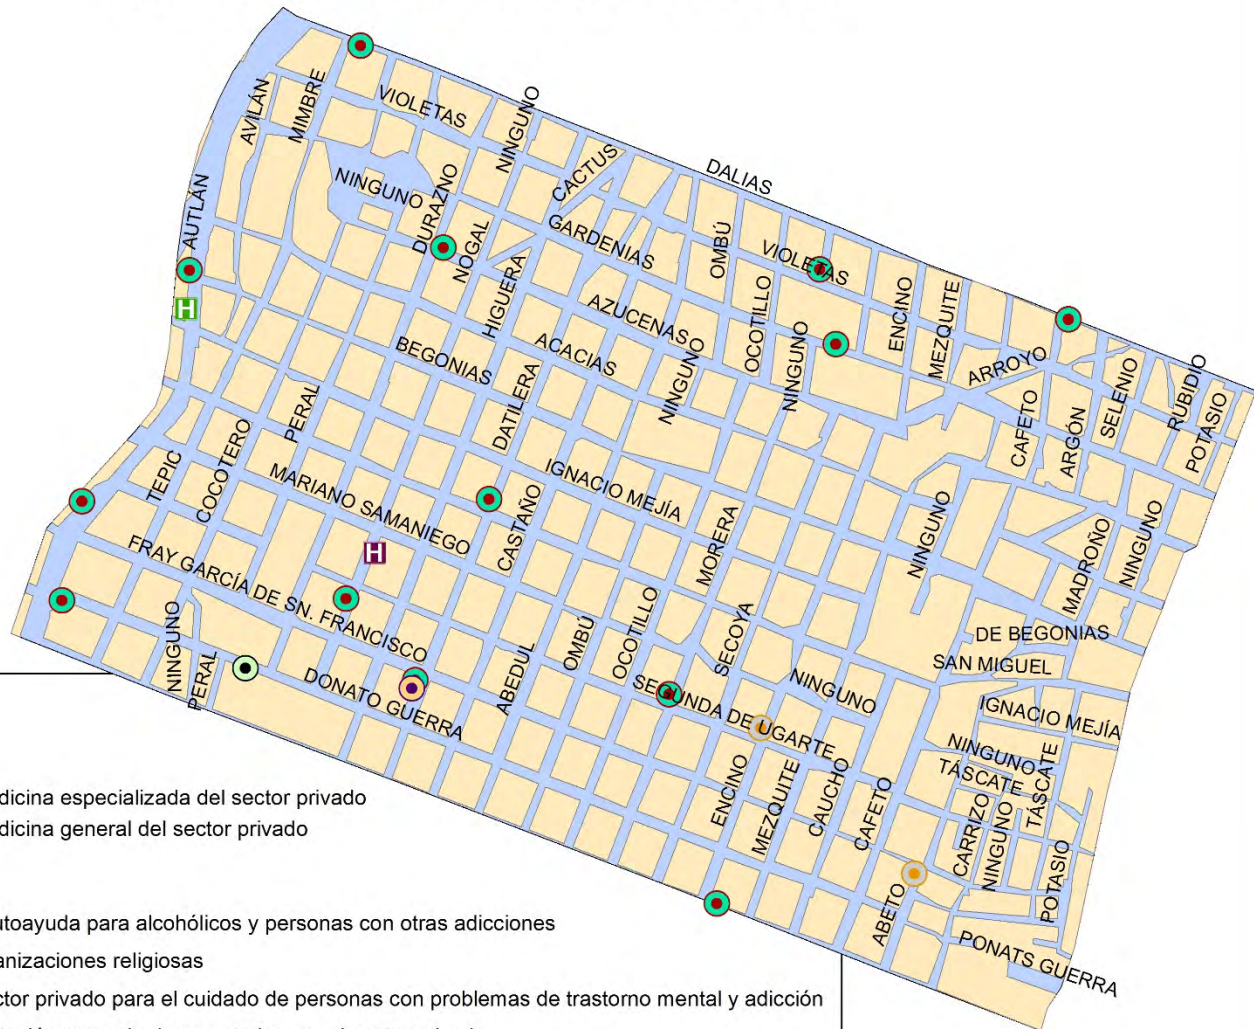 VIOLETAS
NINGUNO
AVILÁN
MIMBRE
CACTUS
DALIAS
NINGUNO
DURAZNO
AUTLÁN
NOGAL
GARDENIAS
OMBÚ
VIOLETAS
HIGUERA
AZUCENAS
OCOTILLO
ENCINO
MEZQUITE
BEGONIAS
ACACIAS
NINGUNO
NINGUNO
ARROYO
SELENIO
RUBIDIO
POTASIO
PERAL
DATILERA
CAFETO
ARGÓN
TEPIC
COCOTERO
MARIANO SAMANIEGO
IGNACIO MEJÍA
CASTAÑO
MORERA
NINGUNO
NINGUNO
MADROÑO
FRAY GARCÍA DE SN. FRANCISCO
NINGUNO
PERAL
DONATO GUERRA
ABEDUL
OMBÚ
OCOTILLO
SECOYA
DE BEGONIAS
SAN MIGUEL
SEGUNDA DE UGARTE
NINGUNO
IGNACIO MEJÍA
NINGUNO
TÁSCATE
TÁSCATE
ENCINO
MEZQUITE
CAUCHO
CAFETO
CARRIZO
NINGUNO
POTASIO
ABETO
PONATS GUERRA
H
H
dicina especializada del sector privado
dicina general del sector privado
utoayuda para alcohólicos y personas con otras adicciones
anizaciones religiosas
ctor privado para el cuidado de personas con problemas de trastorno mental y adicción